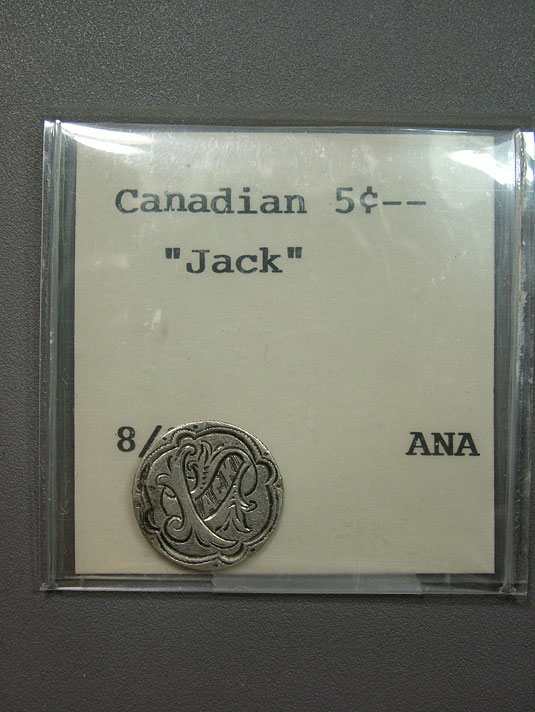 Canadian 5¢--
"Jack"
8/ ANA